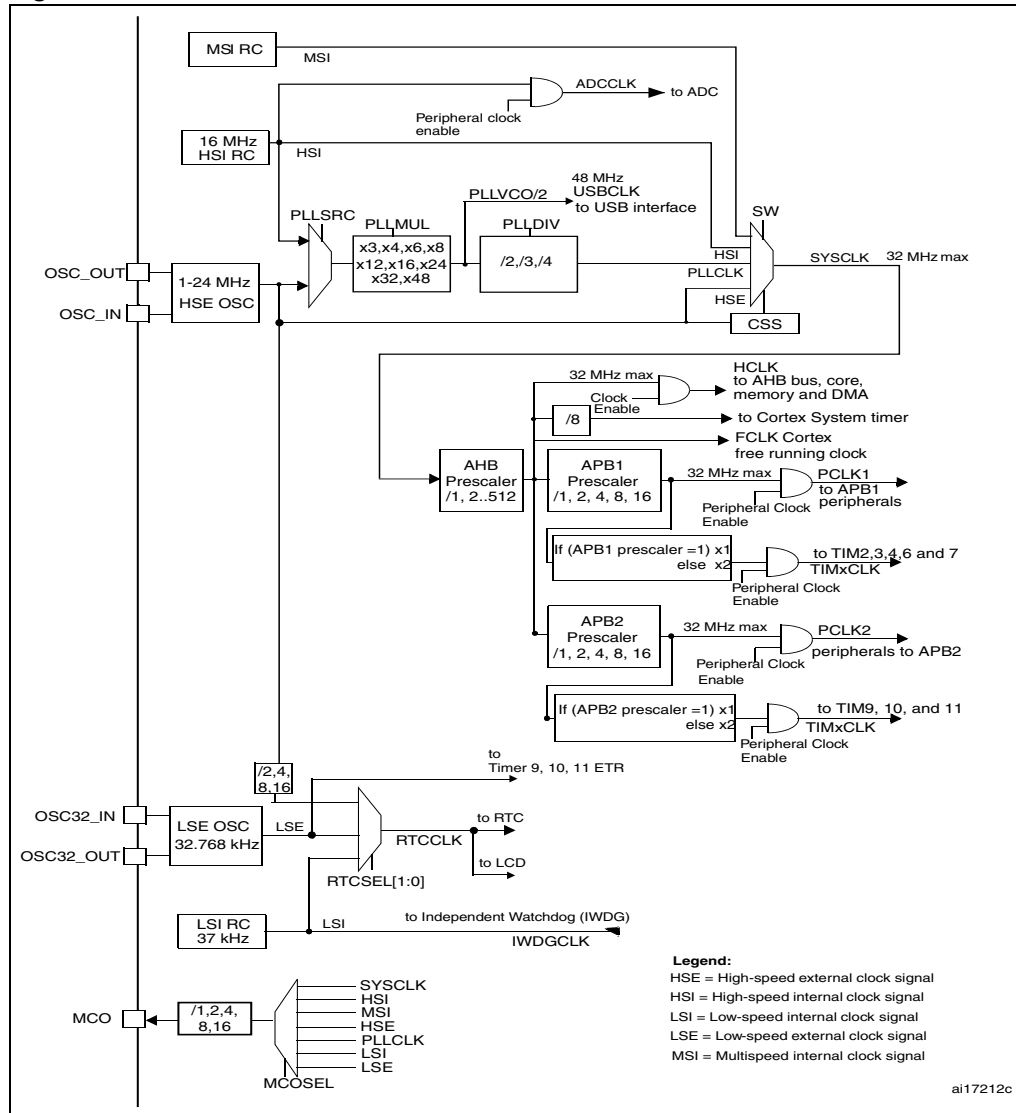 MSI RC
MSI
ADCCLK
to ADC
Peripheral clock
enable
16 MHz
HSI RC
HSI
48 MHz
USBCLK
to USB interface
PLLVCO/2
PLLSRC
PLLMUL
x3,x4,x6,x8
x12,x16,x24
x32,x48
PLLDIV
/2,/3,/4
SW
HSI
PLLCLK
HSE
SYSCLK
32 MHz max
CSS
OSC_OUT
OSC_IN
1-24 MHz
HSE OSC
32 MHz max
Clock
Enable
HCLK
to AHB bus, core,
memory and DMA
/8
to Cortex System timer
FCLK Cortex
free running clock
AHB
Prescaler
/1, 2..512
APB1
Prescaler
/1, 2, 4, 8, 16
32 MHz max
Peripheral Clock
Enable
PCLK1
to APB1
peripherals
If (APB1 prescaler =1) x1
else x2
Peripheral Clock
Enable
to TIM2,3,4,6 and 7
TIMxCLK
APB2
Prescaler
/1, 2, 4, 8, 16
32 MHz max
Peripheral Clock
Enable
PCLK2
peripherals to APB2
If (APB2 prescaler =1) x1
else x2
Peripheral Clock
Enable
to TIM9, 10, and 11
TIMxCLK
/2,4,
8,16
to
Timer 9, 10, 11 ETR
OSC32_IN
OSC32_OUT
LSE OSC
32.768 kHz
LSE
RTCCLK
to RTC
to LCD
RTCSEL[1:0]
LSI RC
37 kHz
LSI
to Independent Watchdog (IWDG)
IWDGCLK
MCO
/1,2,4,
8,16
SYSCLK
HSI
MSI
HSE
PLLCLK
LSI
LSE
MCOSEL
Legend:
HSE = High-speed external clock signal
HSI = High-speed internal clock signal
LSI = Low-speed internal clock signal
LSE = Low-speed external clock signal
MSI = Multispeed internal clock signal
ai17212c